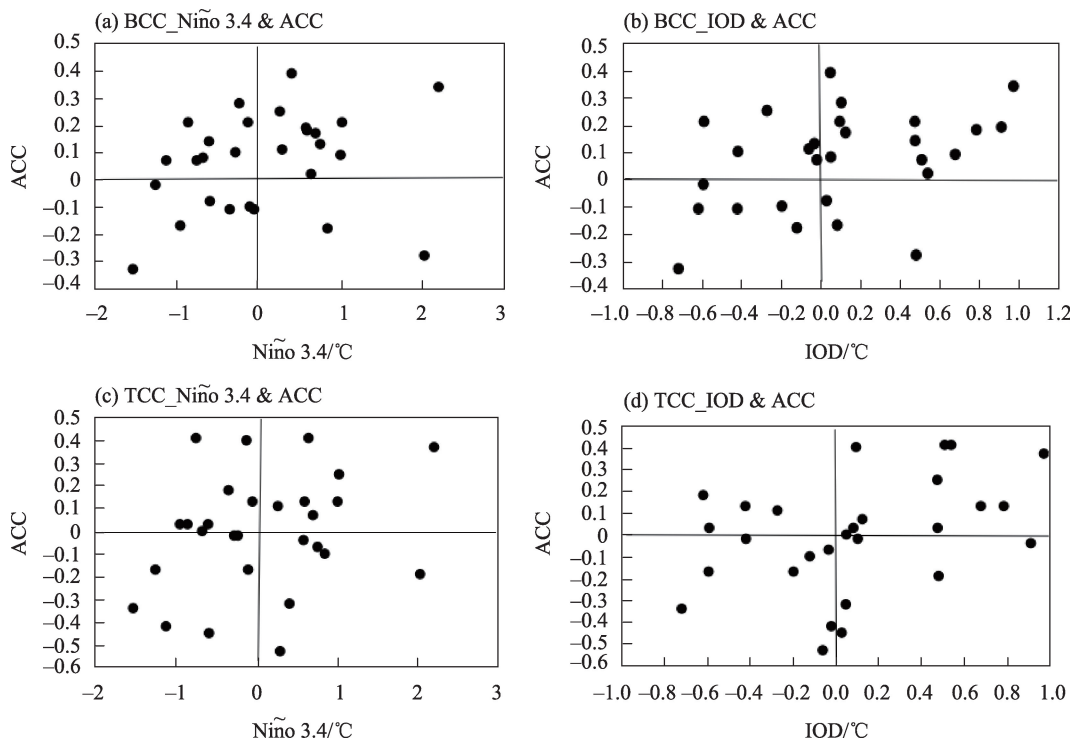 (a) BCC_Niño 3.4 & ACC
0.5
0.4
0.3
0.2
0.1
0
–0.1
–0.2
–0.3
–0.4
ACC
–2 –1 0 1 2 3
Niño 3.4/℃
(b) BCC_IOD & ACC
0.5
0.4
0.3
0.2
0.1
0
–0.1
–0.2
–0.3
0.4
ACC
–1.0 –0.8 –0.6 –0.4 –0.2 0.0 0.2 0.4 0.6 0.8 1.0 1.2
IOD/℃
(c) TCC_Niño 3.4 & ACC
0.5
0.4
0.3
0.2
0.1
0
–0.1
–0.2
–0.3
–0.4
–0.5
–0.6
ACC
–2 –1 0 1 2 3
Niño 3.4/℃
(d) TCC_IOD & ACC
0.5
0.4
0.3
0.2
0.1
0
–0.1
–0.2
–0.3
–0.4
–0.5
–0.6
ACC
–1.0 –0.8 –0.6 –0.4 –0.2 0.0 0.2 0.4 0.6 0.8 1.0
IOD/℃